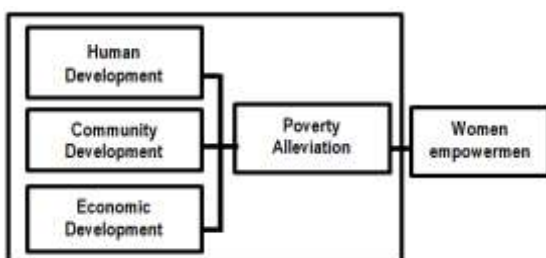 Human
Development
Community
Development
Economic
Development
Poverty
Alleviation
Women
empowermen